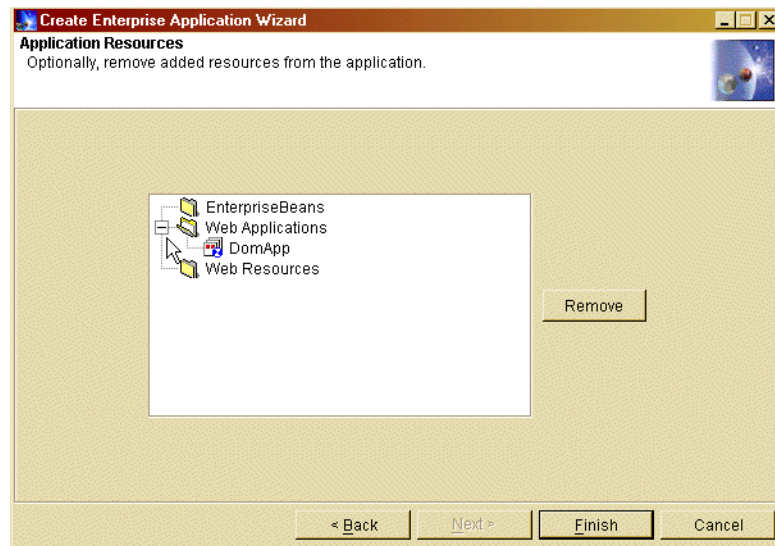 Create Enterprise Application Wizard
Application Resources
Optionally, remove added resources from the application.
EnterpriseBeans
Web Applications
DomApp
Web Resources
Remove
< Back Next > Finish Cancel